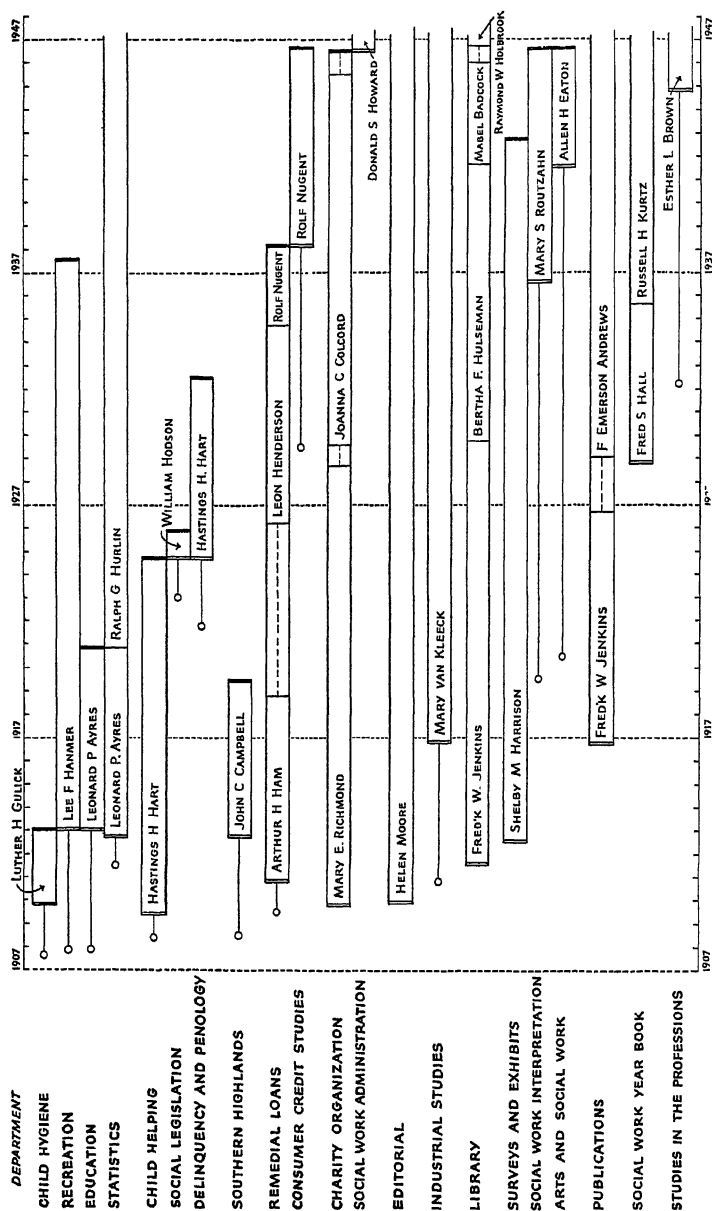 DEPARTMENT
1907
1917
1927
1937
1947
CHILD HYGIENE
LUTHER H GULICK
RECREATION
LEE F HANMER
EDUCATION
LEONARD P AYRES
STATISTICS
LEONARD P. AYRES
RALPH G HURLIN
CHILD HELPING
HASTINGS H HART
SOCIAL LEGISLATION
WILLIAM HODSON
DELINQUENCY AND PENOLOGY
HASTINGS H. HART
SOUTHERN HIGHLANDS
JOHN C CAMPBELL
REMEDIAL LOANS
ARTHUR H HAM
LEON HENDERSON
ROLF NUGENT
CONSUMER CREDIT STUDIES
ROLF NUGENT
CHARITY ORGANIZATION
MARY E. RICHMOND
JOANNA C COLCORD
SOCIAL WORK ADMINISTRATION
DONALD S HOWARD
EDITORIAL
HELEN MOORE
INDUSTRIAL STUDIES
MARY VAN KLEECK
LIBRARY
FRED'K W. JENKINS
BERTHA F. HULSEMAN
MABEL BADCOCK
RAYMOND W HOLBROOK
SURVEYS AND EXHIBITS
SHELBY M HARRISON
SOCIAL WORK INTERPRETATION
MARY S ROUTZAHN
ARTS AND SOCIAL WORK
ALLEN H EATON
PUBLICATIONS
FRED'K W JENKINS
F EMERSON ANDREWS
SOCIAL WORK YEAR BOOK
FRED S HALL
RUSSELL H KURTZ
STUDIES IN THE PROFESSIONS
ESTHER L BROWN
1907
1917
1937
1947